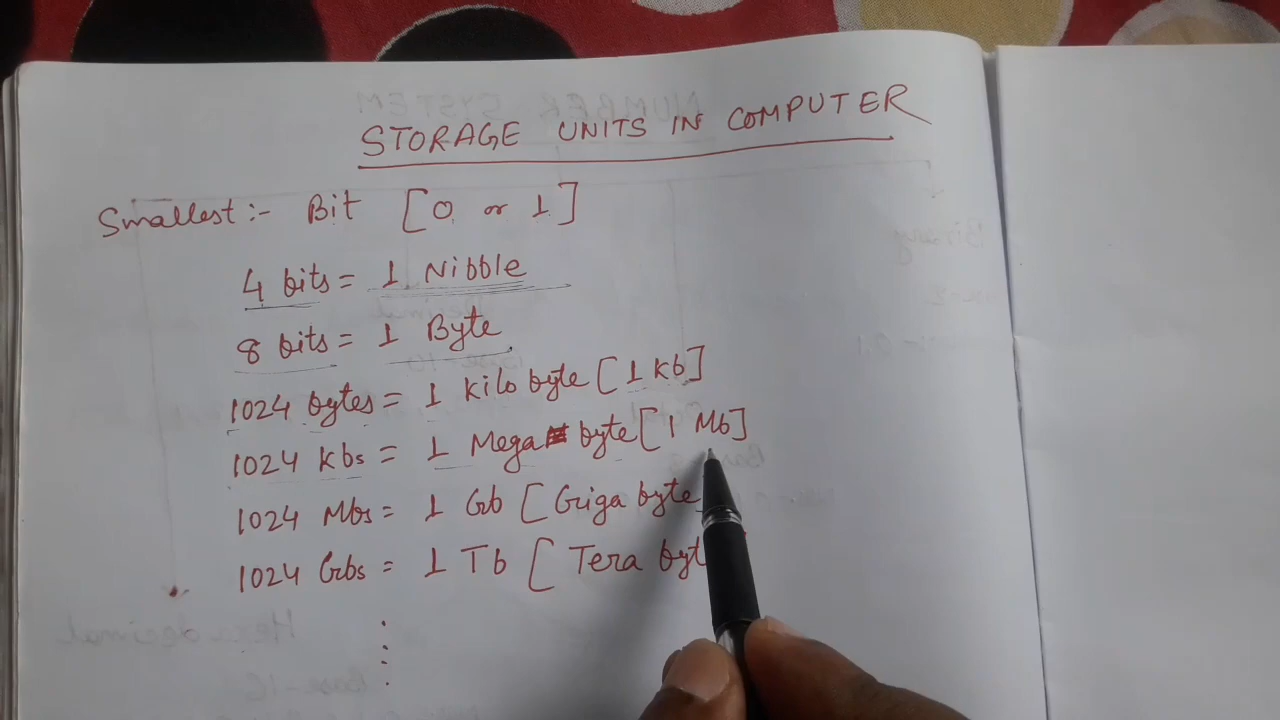 STORAGE UNITS IN COMPUTER
Smallest :- Bit [0 or 1]
4 bits = 1 Nibble
8 bits = 1 Byte
1024 bytes = 1 Kilo byte [1 Kb]
1024 Kbs = 1 Mega byte [1 Mb]
1024 Mbs = 1 Gb [Giga byte
1024 Gbs = 1 Tb [Tera byt